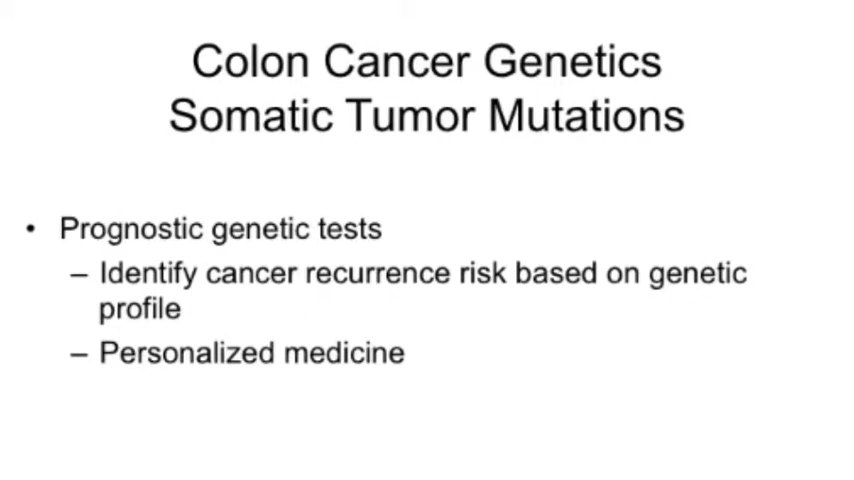 Colon Cancer Genetics
Somatic Tumor Mutations
• Prognostic genetic tests
– Identify cancer recurrence risk based on genetic
profile
– Personalized medicine